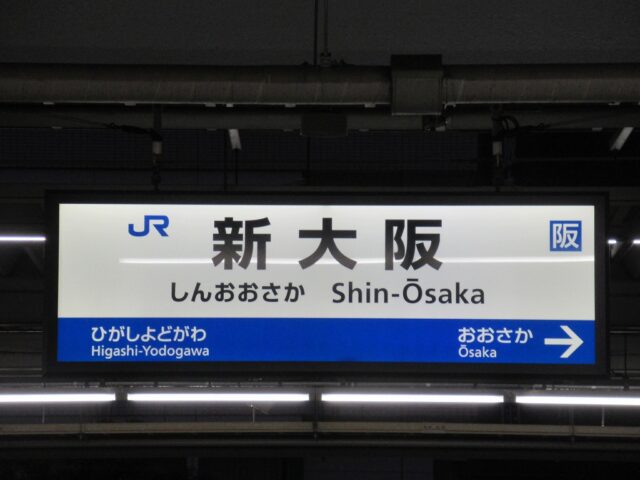 JR
新大阪
阪
しんおおさか Shin-Ōsaka
ひがしよどがわ
Higashi-Yodogawa
おおさか
Ōsaka